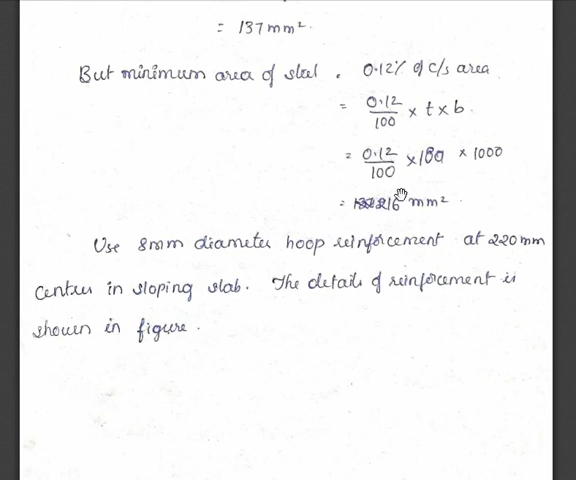 = 137 mm².
But minimum area of steel = 0.12% of c/s area
= 0.12/100 × t × b.
= 0.12/100 × 180 × 1000
= 216 mm².
Use 8mm diameter hoop reinforcement at 220 mm
centres in sloping slab. The details of reinforcement is
shown in figure.